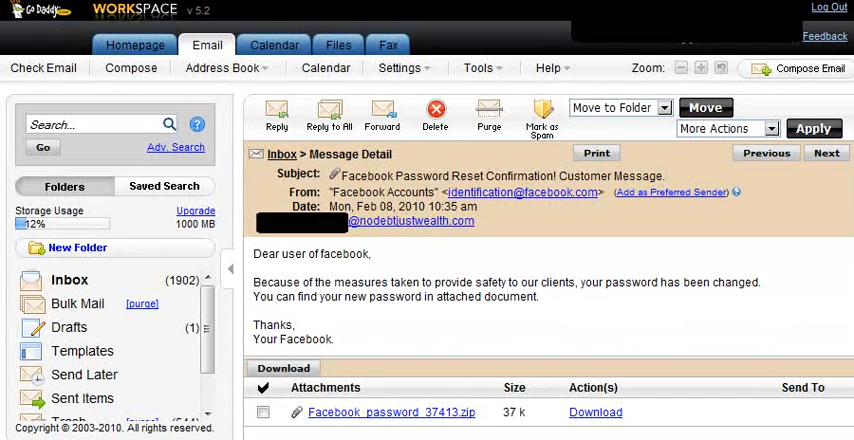 Go Daddy.com WORKSPACE v 5.2 Log Out
Feedback
Homepage Email Calendar Files Fax
Check Email Compose Address Book Calendar Settings Tools Help Zoom: Compose Email
Search... ?
Go Adv. Search
Reply Reply to All Forward Delete Purge Mark as Spam
Move to Folder Move
More Actions Apply
Folders Saved Search
Storage Usage Upgrade
12% 1000 MB
New Folder
Inbox (1902)
Bulk Mail [purge]
Drafts (1)
Templates
Send Later
Sent Items
Trash (544)
Copyright © 2003-2010. All rights reserved.
Inbox > Message Detail Print Previous Next
Subject: Facebook Password Reset Confirmation! Customer Message.
From: "Facebook Accounts" <identification@facebook.com> (Add as Preferred Sender) ?
Date: Mon, Feb 08, 2010 10:35 am
@nodebtjustwealth.com
Dear user of facebook,
Because of the measures taken to provide safety to our clients, your password has been changed.
You can find your new password in attached document.
Thanks,
Your Facebook.
Download
Attachments Size Action(s) Send To
Facebook_password_37413.zip 37 k Download